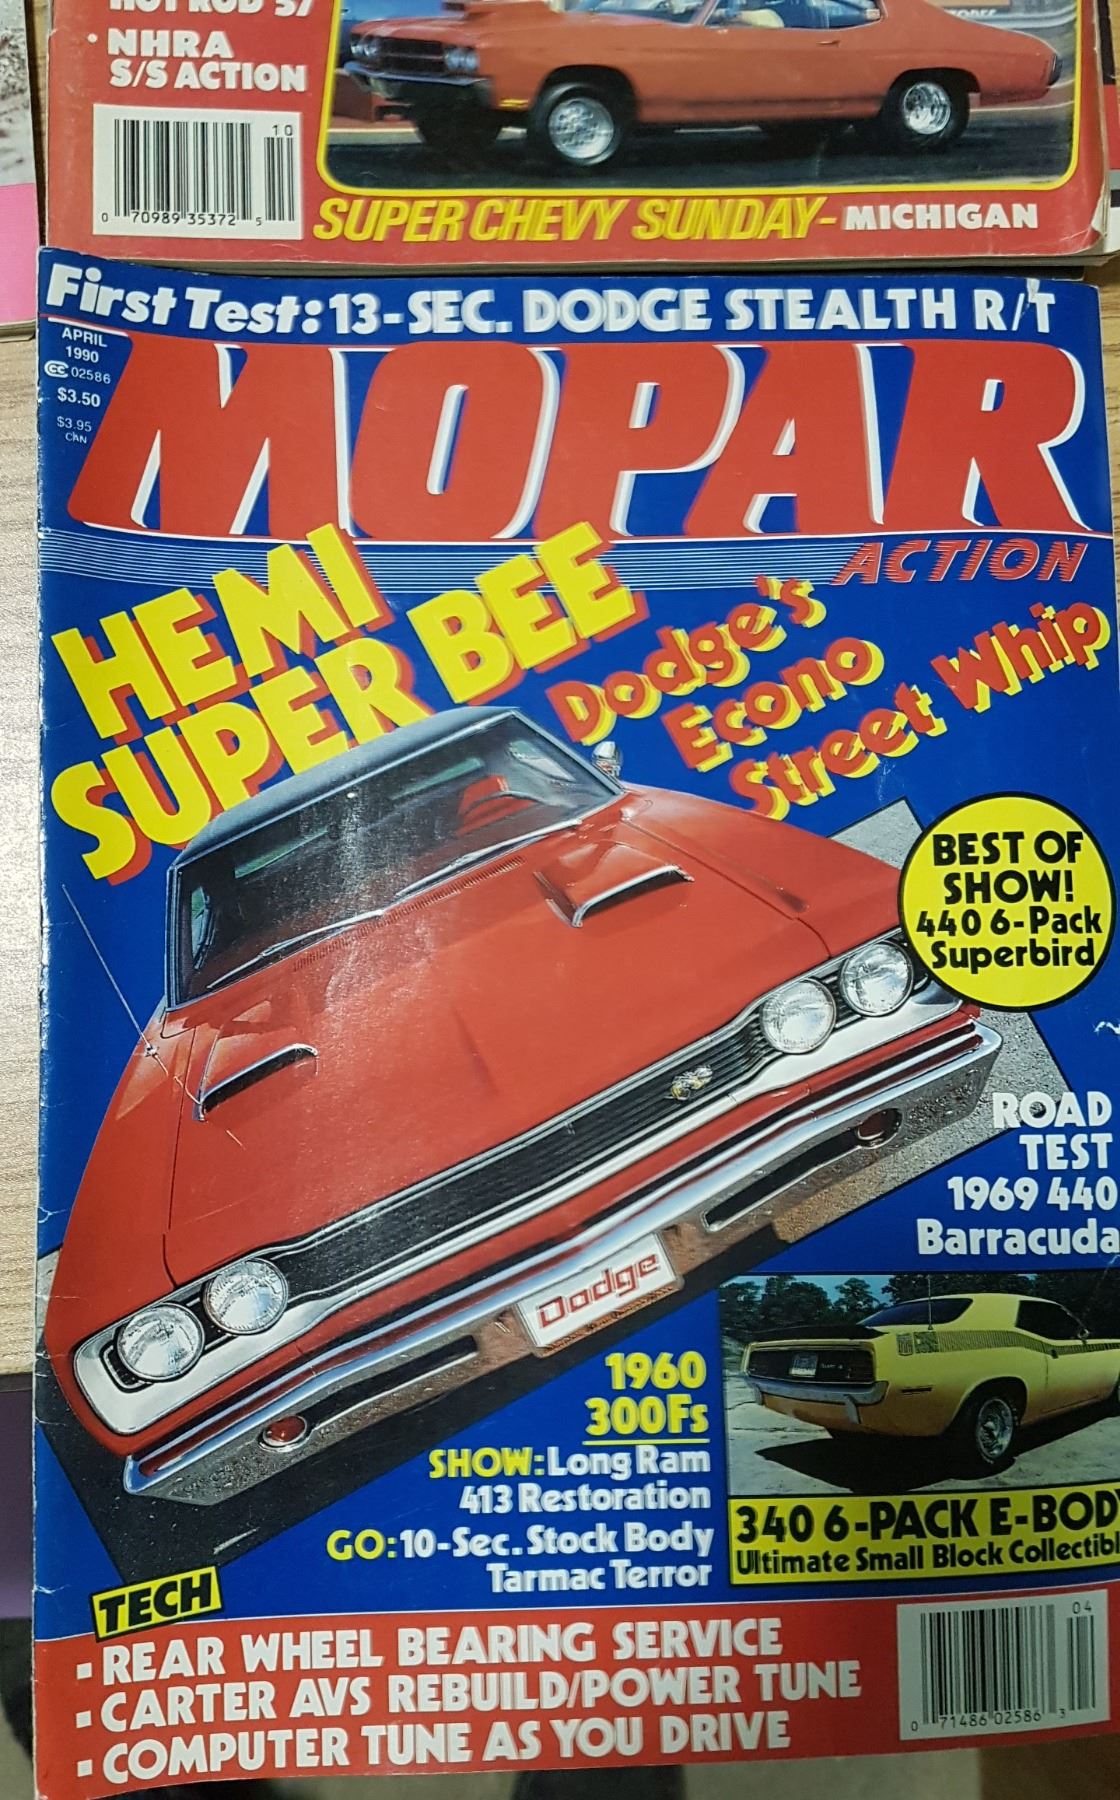 HOT ROD 57
• NHRA
S/S ACTION
10
0 70989 35372 5
SUPER CHEVY SUNDAY- MICHIGAN
First Test: 13-SEC. DODGE STEALTH R/T
APRIL
1990
CC 02586
$3.50
$3.95
CAN
MOPAR
ACTION
HEMI
SUPER BEE
Dodge's
Econo
Street Whip
BEST OF
SHOW!
440 6-Pack
Superbird
ROAD
TEST
1969 440
Barracuda
Dodge
1960
300Fs
SHOW: Long Ram
413 Restoration
GO: 10-Sec. Stock Body
Tarmac Terror
340 6-PACK E-BOD
Ultimate Small Block Collectibl
TECH
▪ REAR WHEEL BEARING SERVICE
▪ CARTER AVS REBUILD/POWER TUNE
▪ COMPUTER TUNE AS YOU DRIVE
04
0 71486 02586 3